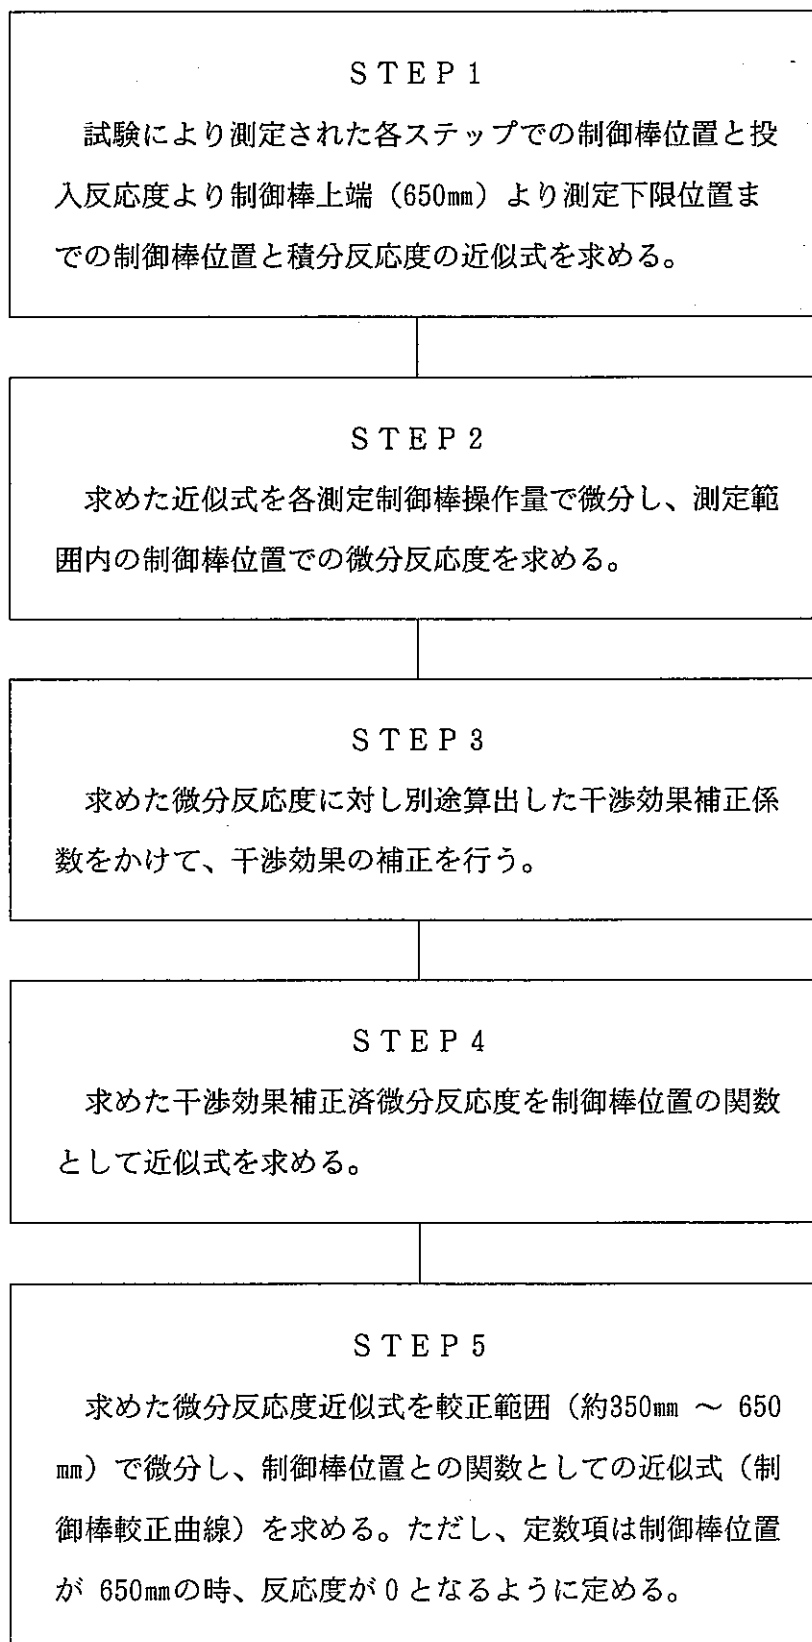 STEP1
試験により測定された各ステップでの制御棒位置と投
入反応度より制御棒上端（650㎜）より測定下限位置ま
での制御棒位置と積分反応度の近似式を求める。
STEP2
求めた近似式を各測定制御棒操作量で微分し、測定範
囲内の制御棒位置での微分反応度を求める。
STEP3
求めた微分反応度に対し別途算出した干渉効果補正係
数をかけて、干渉効果の補正を行う。
STEP4
求めた干渉効果補正済微分反応度を制御棒位置の関数
として近似式を求める。
STEP5
求めた微分反応度近似式を較正範囲（約350㎜ ～ 650
㎜）で微分し、制御棒位置との関数としての近似式（制
御棒較正曲線）を求める。ただし、定数項は制御棒位置
が 650㎜の時、反応度が０となるように定める。